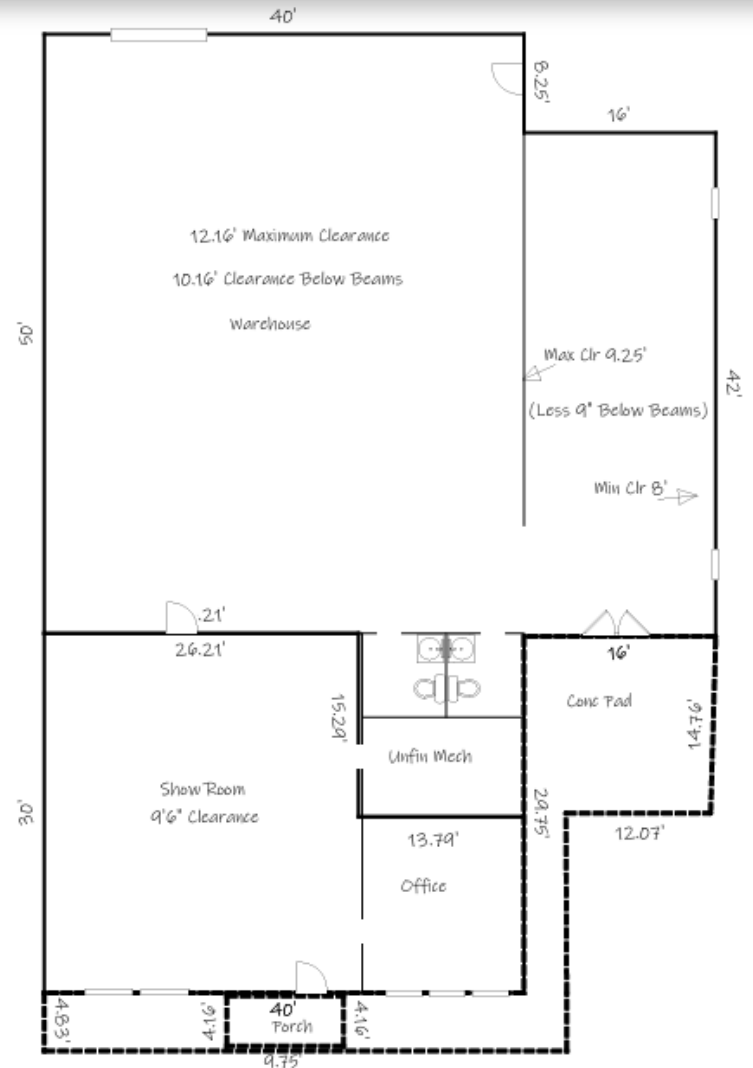 40'
8.25'
16'
12.16' Maximum Clearance
10.16' Clearance Below Beams
Warehouse
50'
Max Clr 9.25'
(Less 9" Below Beams)
42'
Min Clr 8'
.21'
26.21'
16'
15.29'
Conc Pad
14.76'
Unfin Mech
Show Room
9'6" Clearance
30'
29.75'
12.07'
13.79'
Office
4.83'
4.16'
40'
Porch
4.16'
9.75'